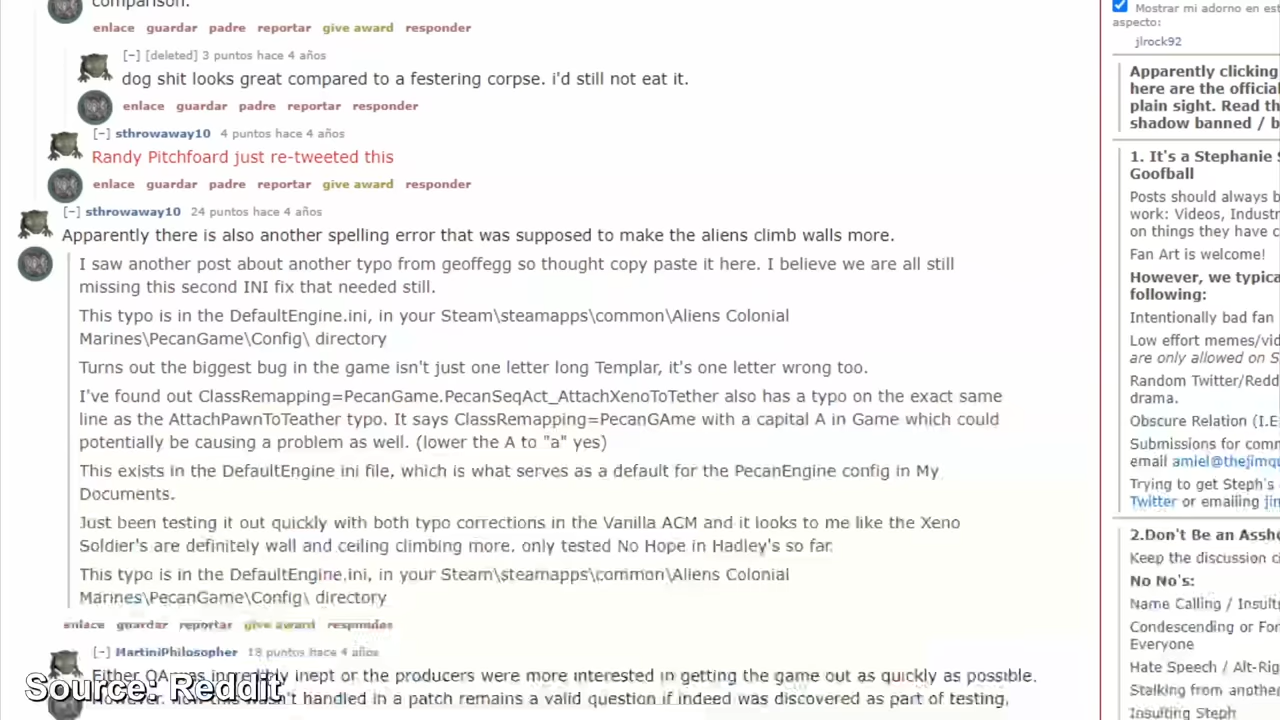 comparison.
enlace guardar padre reportar give award responder
[-] [deleted] 3 puntos hace 4 años
dog shit looks great compared to a festering corpse. i'd still not eat it.
enlace guardar padre reportar responder
[-] sthrowaway10 4 puntos hace 4 años
Randy Pitchfoard just re-tweeted this
enlace guardar padre reportar give award responder
[-] sthrowaway10 24 puntos hace 4 años
Apparently there is also another spelling error that was supposed to make the aliens climb walls more.
I saw another post about another typo from geoffegg so thought copy paste it here. I believe we are all still
missing this second INI fix that needed still.
This typo is in the DefaultEngine.ini, in your Steam\steamapps\common\Aliens Colonial
Marines\PecanGame\Config\ directory
Turns out the biggest bug in the game isn't just one letter long Templar, it's one letter wrong too.
I've found out ClassRemapping=PecanGame.PecanSeqAct_AttachXenoToTether also has a typo on the exact same
line as the AttachPawnToTeather typo. It says ClassRemapping=PecanGAme with a capital A in Game which could
potentially be causing a problem as well. (lower the A to "a" yes)
This exists in the DefaultEngine ini file, which is what serves as a default for the PecanEngine config in My
Documents.
Just been testing it out quickly with both typo corrections in the Vanilla ACM and it looks to me like the Xeno
Soldier's are definitely wall and ceiling climbing more. only tested No Hope in Hadley's so far.
This typo is in the DefaultEngine.ini, in your Steam\steamapps\common\Aliens Colonial
Marines\PecanGame\Config\ directory
enlace guardar reportar give award responder
[-] MartiniPhilosopher 18 puntos hace 4 años
Either QA was incredibly inept or the producers were more interested in getting the game out as quickly as possible.
However, how this wasn't handled in a patch remains a valid question if indeed was discovered as part of testing,
Source: Reddit
Mostrar mi adorno en est
aspecto:
jlrock92
Apparently clicking
here are the official
plain sight. Read th
shadow banned / b
1. It's a Stephanie S
Goofball
Posts should always b
work: Videos, Industr
on things they have c
Fan Art is welcome!
However, we typica
following:
Intentionally bad fan
Low effort memes/vid
are only allowed on S
Random Twitter/Redd
drama.
Obscure Relation (I.E
Submissions for comm
email amiel@thejimqu
Trying to get Steph's
Twitter or emailing jim
2.Don't Be an Assho
Keep the discussion ci
No No's:
Name Calling / Insulti
Condescending or For
Everyone
Hate Speech / Alt-Rig
Stalking from another
Insulting Steph